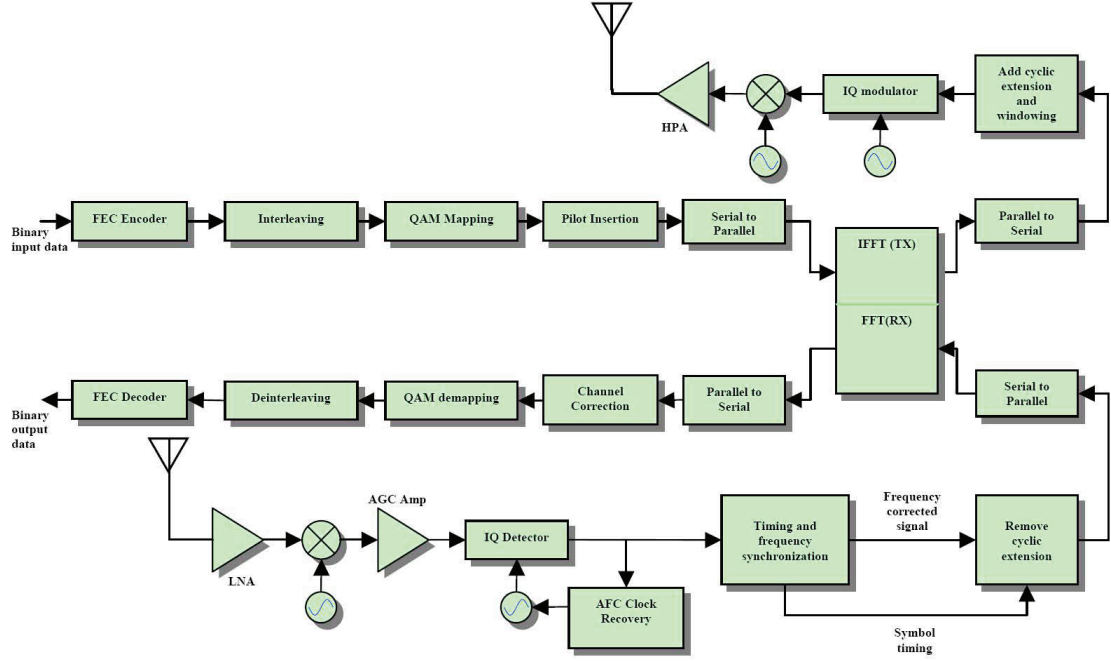 Add cyclic
extension
and
windowing
IQ modulator
HPA
FEC Encoder
Interleaving
QAM Mapping
Pilot Insertion
Serial to
Parallel
Parallel to
Serial
Binary
input data
IFFT (TX)
FFT(RX)
FEC Decoder
Deinterleaving
QAM demapping
Channel
Correction
Parallel to
Serial
Serial to
Parallel
Binary
output
data
AGC Amp
LNA
IQ Detector
AFC Clock
Recovery
Timing and
frequency
synchronization
Frequency
corrected
signal
Remove
cyclic
extension
Symbol
timing